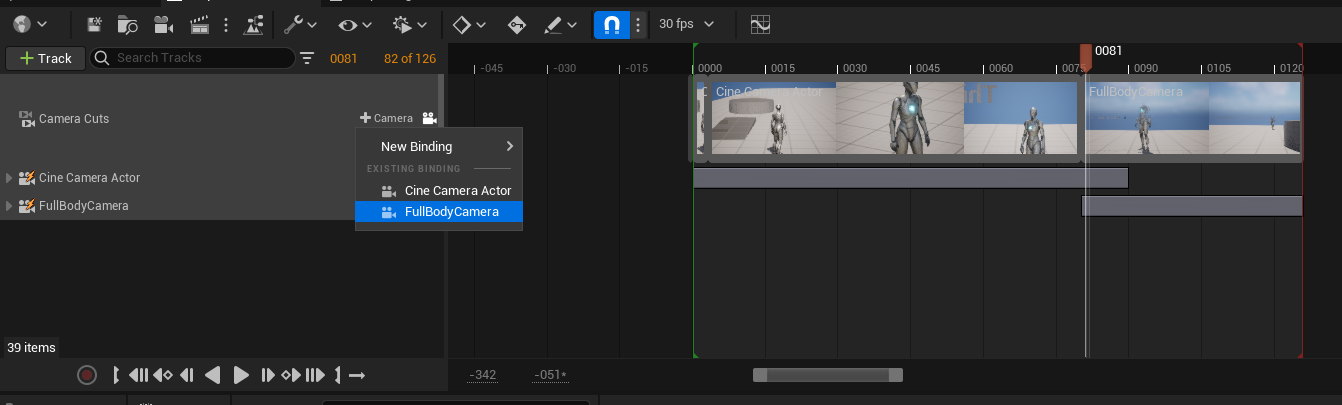 30 fps
Track
Search Tracks
0081
82 of 126
0081
-045
-030
-015
0000
0015
0030
0045
0060
0075
0090
0105
0120
Camera Cuts
Camera
C
Cine Camera Actor
FullBodyCamera
New Binding
EXISTING BINDING
Cine Camera Actor
FullBodyCamera
Cine Camera Actor
FullBodyCamera
39 items
-342
-051*